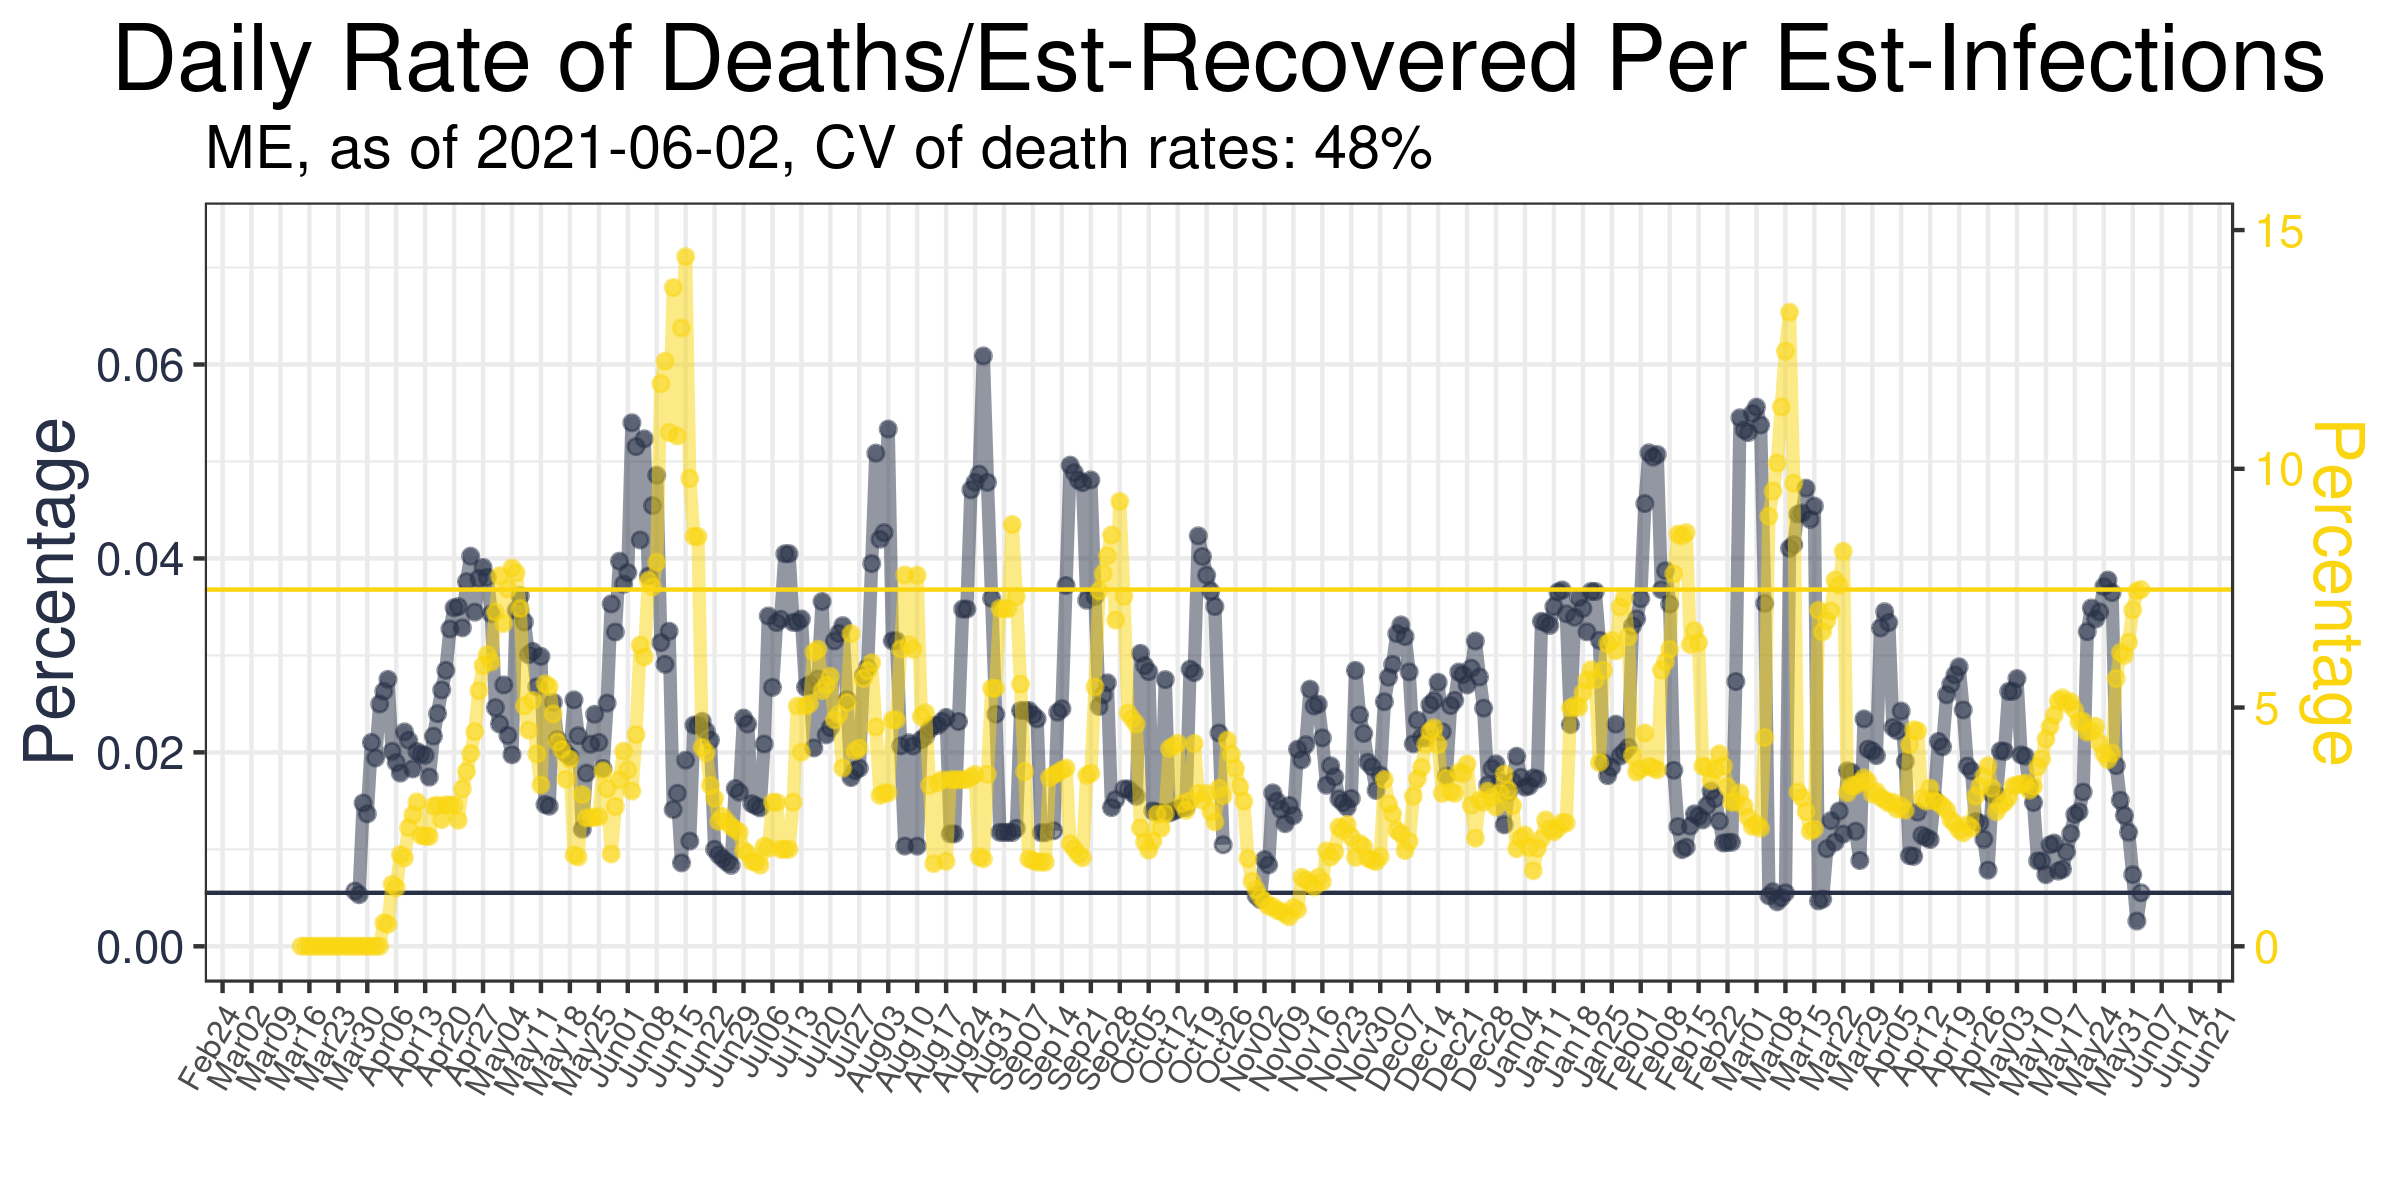 Daily Rate of Deaths/Est-Recovered Per Est-Infections
ME, as of 2021-06-02, CV of death rates: 48%
Percentage
0.06
0.04
0.02
0.00
15
10
5
0
Percentage
Feb24
Mar02
Mar09
Mar16
Mar23
Mar30
Apr06
Apr13
Apr20
Apr27
May04
May11
May18
May25
Jun01
Jun08
Jun15
Jun22
Jun29
Jul06
Jul13
Jul20
Jul27
Aug03
Aug10
Aug17
Aug24
Aug31
Sep07
Sep14
Sep21
Sep28
Oct05
Oct12
Oct19
Oct26
Nov02
Nov09
Nov16
Nov23
Nov30
Dec07
Dec14
Dec21
Dec28
Jan04
Jan11
Jan18
Jan25
Feb01
Feb08
Feb15
Feb22
Mar01
Mar08
Mar15
Mar22
Mar29
Apr05
Apr12
Apr19
Apr26
May03
May10
May17
May24
May31
Jun07
Jun14
Jun21